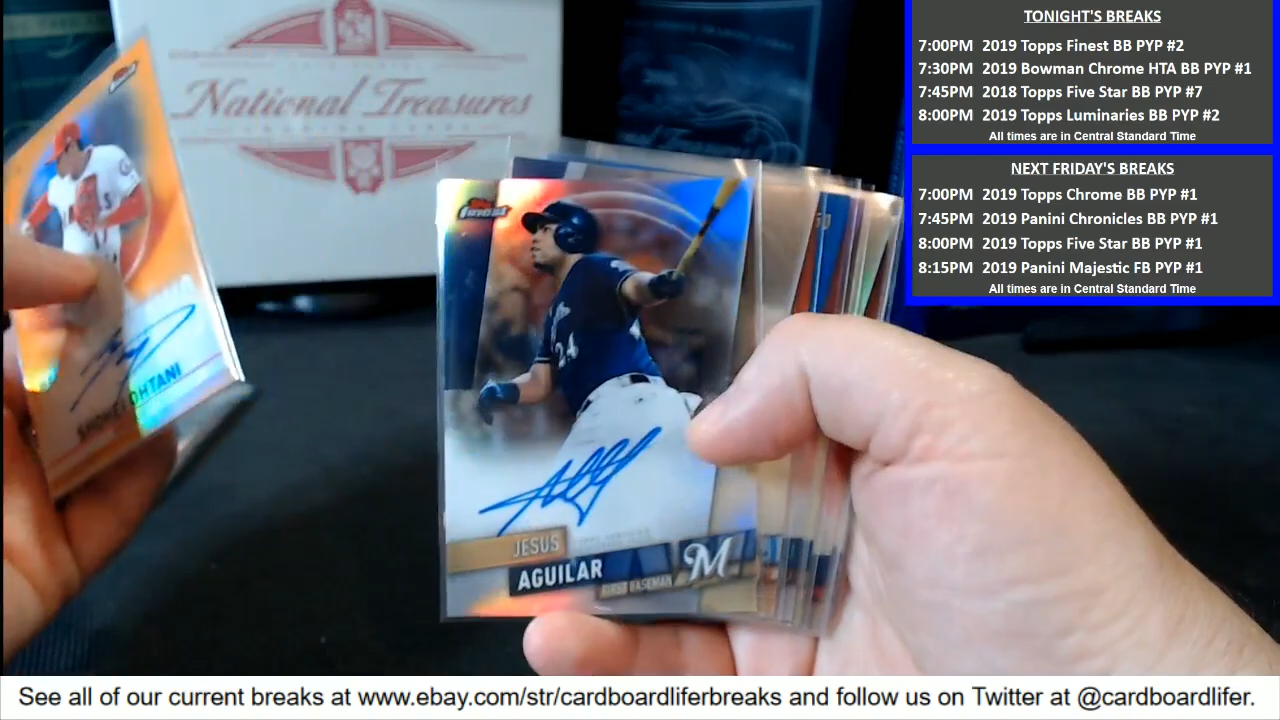 National Treasures
TRADING CARDS
Finest
SHOHEI OHTANI
Finest
24
JESUS
AGUILAR
FIRST BASEMAN
M
TONIGHT'S BREAKS
7:00PM 2019 Topps Finest BB PYP #2
7:30PM 2019 Bowman Chrome HTA BB PYP #1
7:45PM 2018 Topps Five Star BB PYP #7
8:00PM 2019 Topps Luminaries BB PYP #2
All times are in Central Standard Time
NEXT FRIDAY'S BREAKS
7:00PM 2019 Topps Chrome BB PYP #1
7:45PM 2019 Panini Chronicles BB PYP #1
8:00PM 2019 Topps Five Star BB PYP #1
8:15PM 2019 Panini Majestic FB PYP #1
All times are in Central Standard Time
See all of our current breaks at www.ebay.com/str/cardboardliferbreaks and follow us on Twitter at @cardboardlifer.